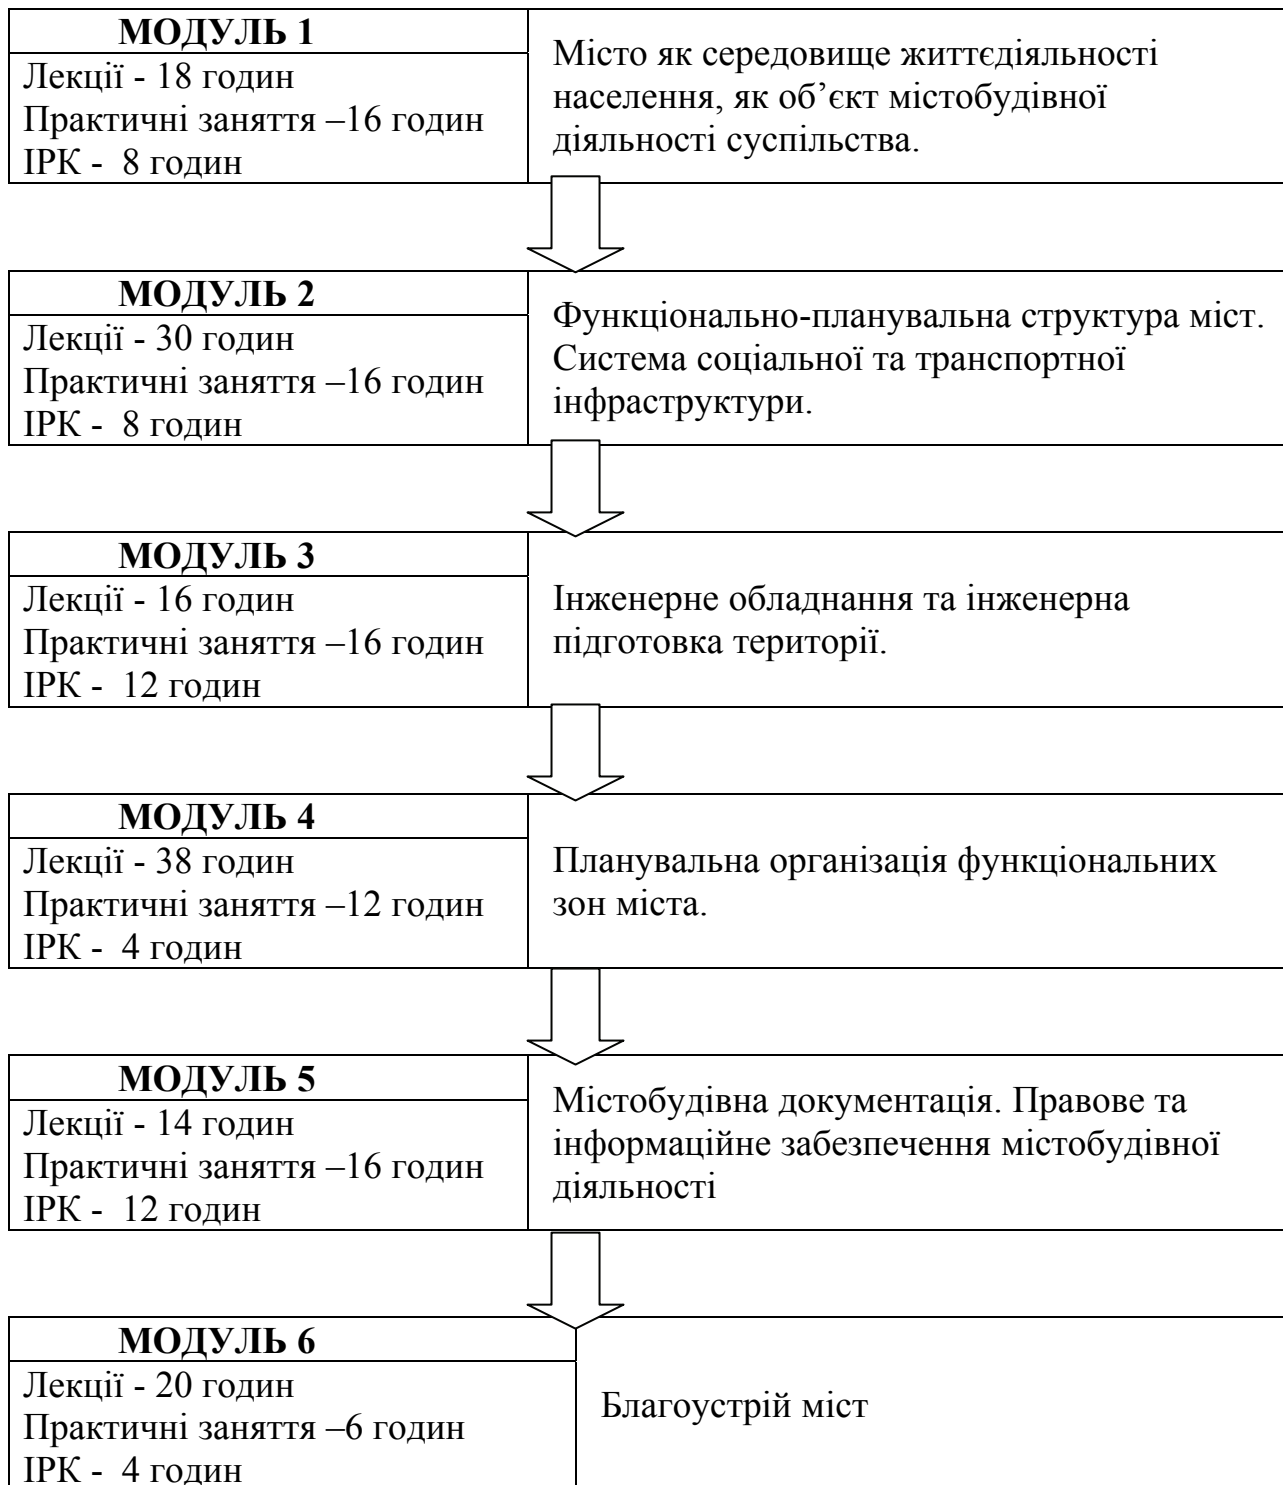 МОДУЛЬ 1
Лекції - 18 годин
Практичні заняття –16 годин
ІРК - 8 годин
Місто як середовище життєдіяльності
населення, як об’єкт містобудівної
діяльності суспільства.
МОДУЛЬ 2
Лекції - 30 годин
Практичні заняття –16 годин
ІРК - 8 годин
Функціонально-планувальна структура міст.
Система соціальної та транспортної
інфраструктури.
МОДУЛЬ 3
Лекції - 16 годин
Практичні заняття –16 годин
ІРК - 12 годин
Інженерне обладнання та інженерна
підготовка території.
МОДУЛЬ 4
Лекції - 38 годин
Практичні заняття –12 годин
ІРК - 4 годин
Планувальна організація функціональних
зон міста.
МОДУЛЬ 5
Лекції - 14 годин
Практичні заняття –16 годин
ІРК - 12 годин
Містобудівна документація. Правове та
інформаційне забезпечення містобудівної
діяльності
МОДУЛЬ 6
Лекції - 20 годин
Практичні заняття –6 годин
ІРК - 4 годин
Благоустрій міст